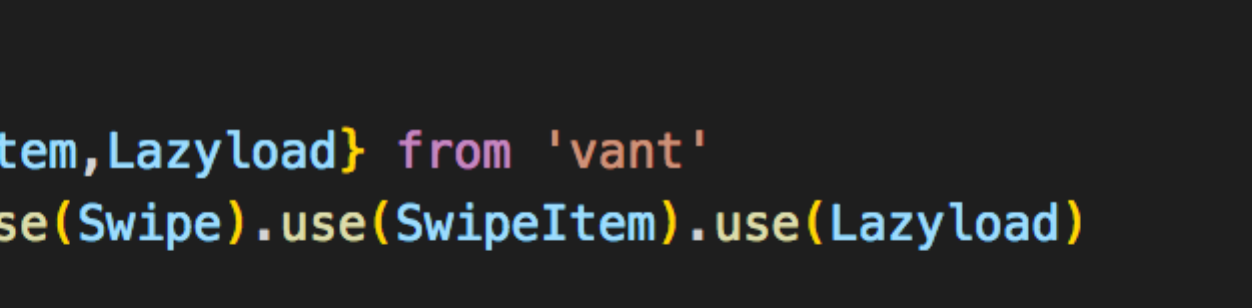 tem,Lazyload} from 'vant'
se(Swipe).use(SwipeItem).use(Lazyload)